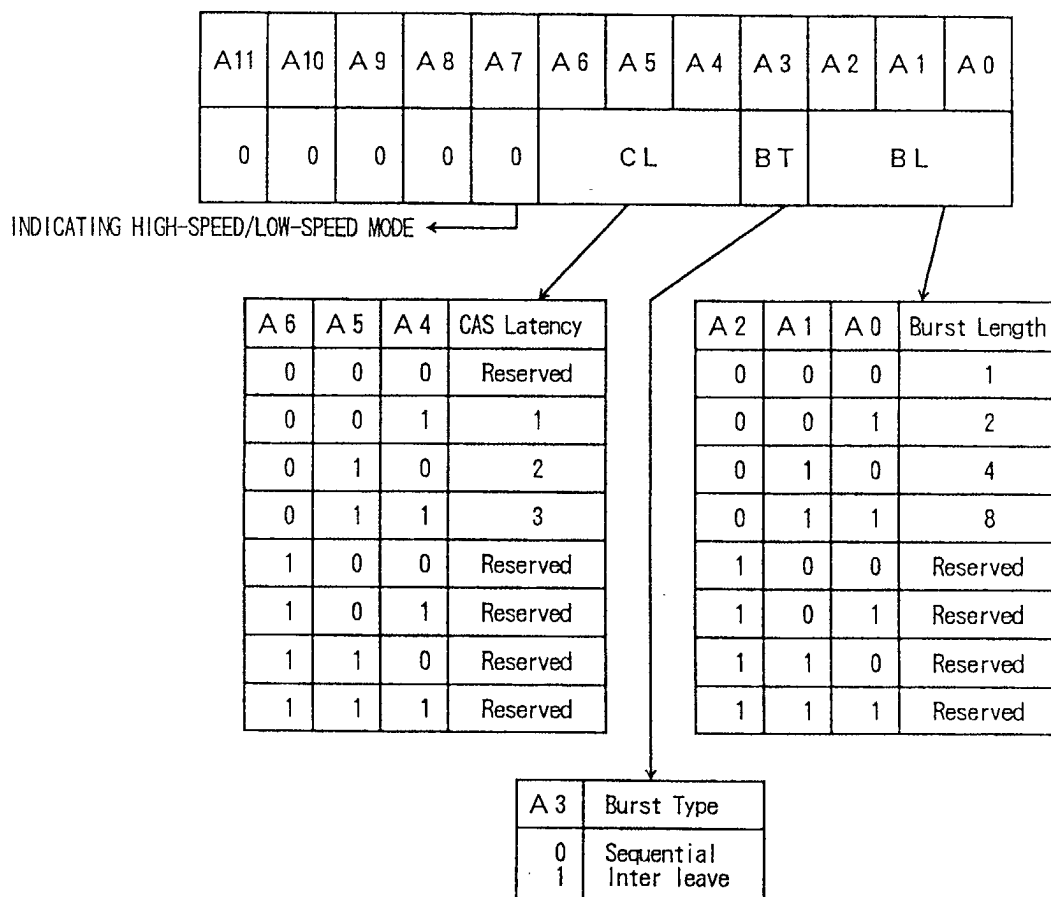 A11 A10 A9 A8 A7 A6 A5 A4 A3 A2 A1 A0
0 0 0 0 0 CL BT BL
INDICATING HIGH-SPEED/LOW-SPEED MODE
A6 A5 A4 CAS Latency
0 0 0 Reserved
0 0 1 1
0 1 0 2
0 1 1 3
1 0 0 Reserved
1 0 1 Reserved
1 1 0 Reserved
1 1 1 Reserved
A2 A1 A0 Burst Length
0 0 0 1
0 0 1 2
0 1 0 4
0 1 1 8
1 0 0 Reserved
1 0 1 Reserved
1 1 0 Reserved
1 1 1 Reserved
A3 Burst Type
0 Sequential
1 Inter leave